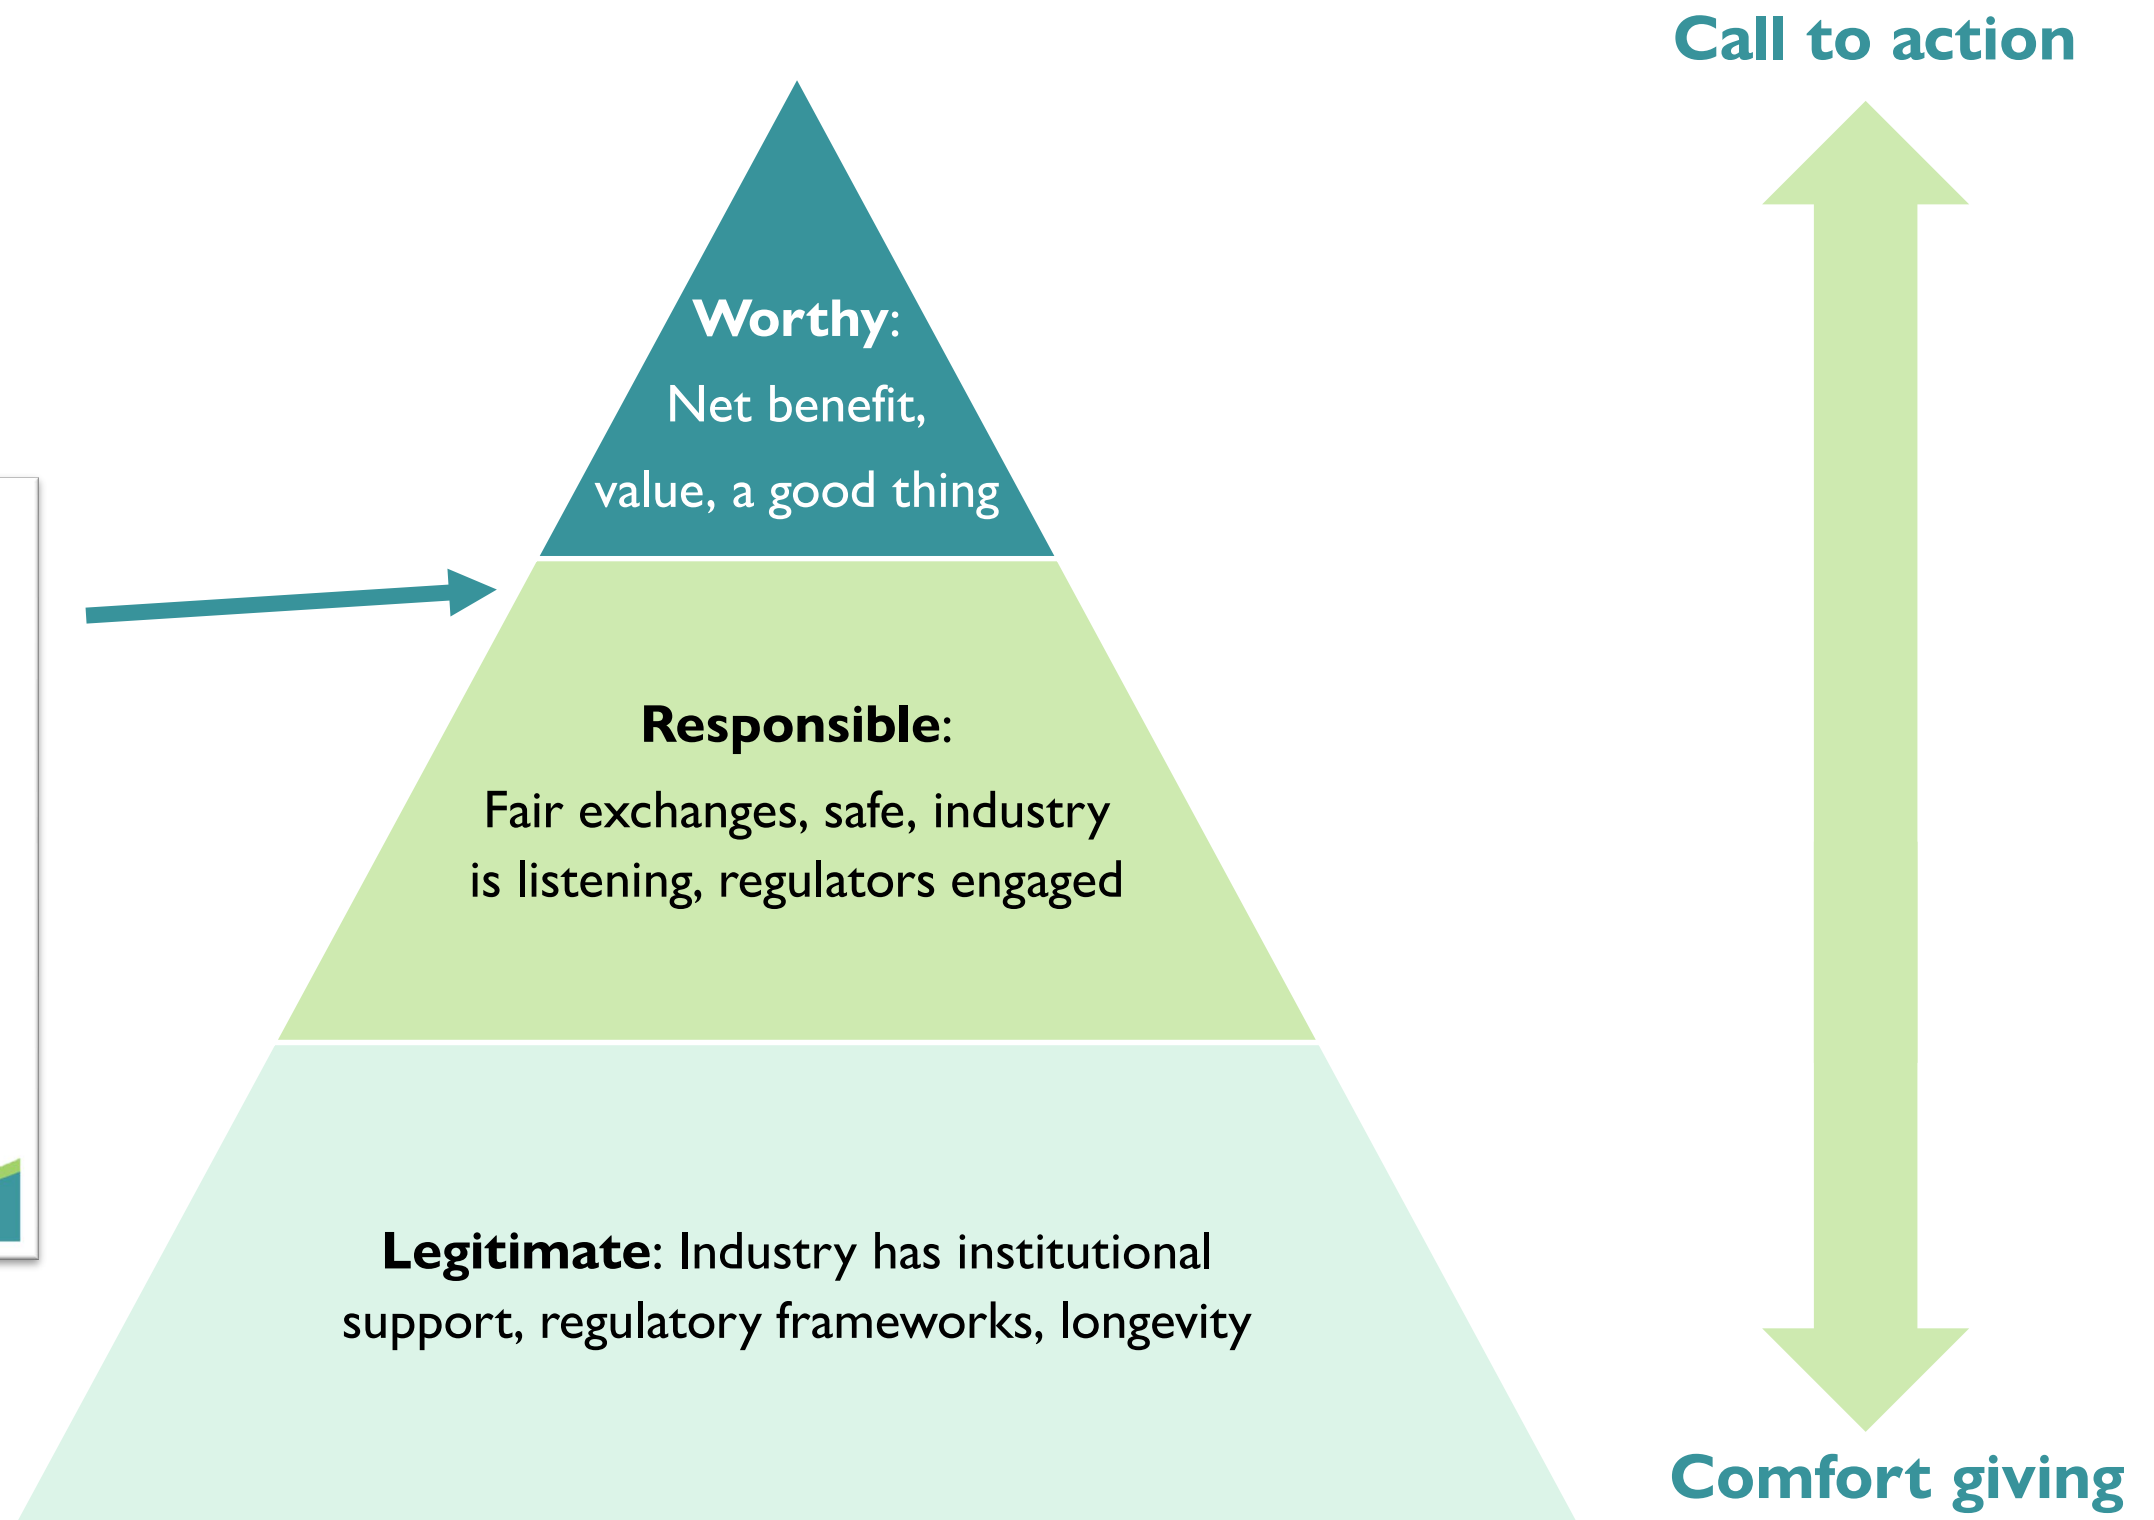 Call to action
Worthy:
Net benefit,
value, a good thing
Responsible:
Fair exchanges, safe, industry
is listening, regulators engaged
Legitimate: Industry has institutional
support, regulatory frameworks, longevity
Comfort giving